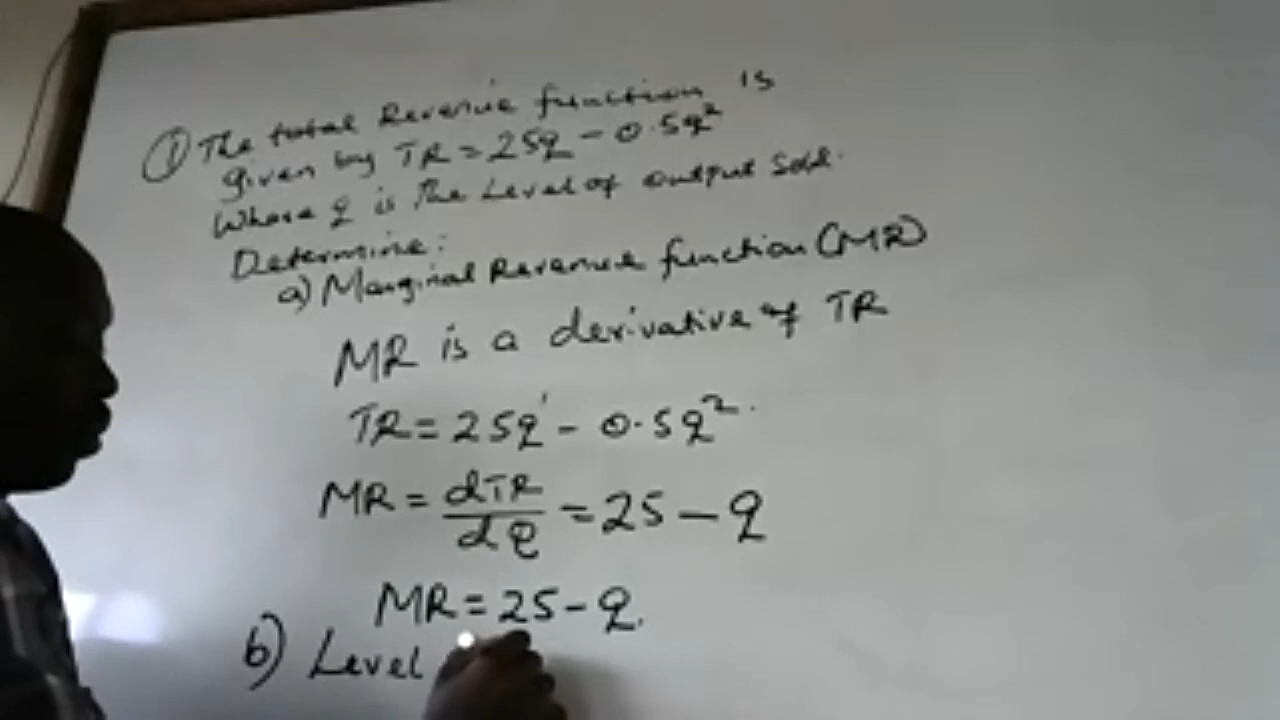 ① The total Revenue function is
given by TR = 25q - 0.5q²
Where q is the Level of output sold.
Determine:
a) Marginal Revenue function (MR)
MR is a derivative of TR
TR = 25q¹ - 0.5q².
MR = dTR/dq = 25 - q
MR = 25 - q.
b) Level